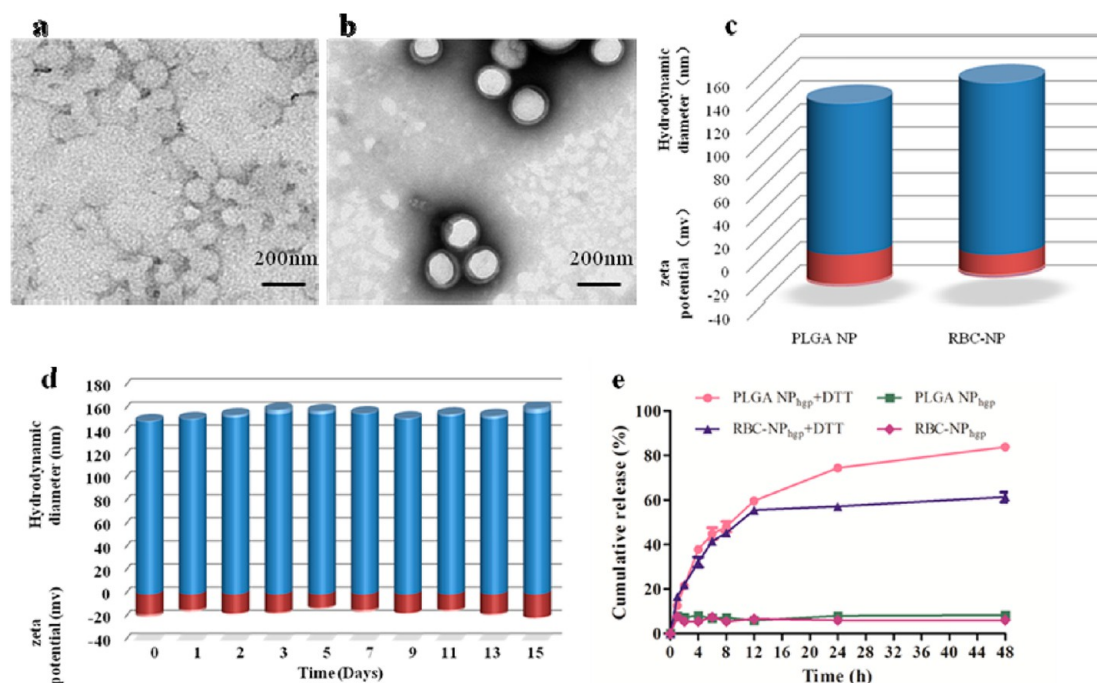 a
b
c
200nm
200nm
Hydrodynamic
diameter (nm)
zeta
potential (mv)
160
140
120
100
80
60
40
20
0
-20
-40
PLGA NP
RBC-NP
d
Hydrodynamic
diameter (nm)
zeta
potential (mv)
180
160
140
120
100
80
60
40
20
0
-20
-40
0 1 2 3 5 7 9 11 13 15
Time (Days)
e
PLGA NPhgp+DTT
PLGA NPhgp
RBC-NPhgp+DTT
RBC-NPhgp
Cumulative release (%)
100
80
60
40
20
0
0 4 8 12 16 20 24 28 32 36 40 44 48
Time (h)